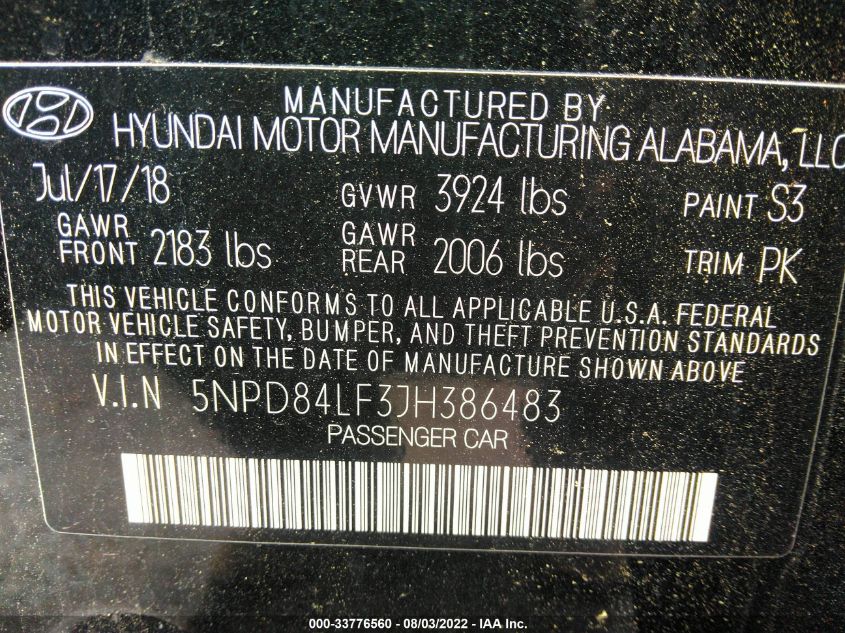 MANUFACTURED BY
HYUNDAI MOTOR MANUFACTURING ALABAMA, LLC
Jul/17/18 GVWR 3924 lbs PAINT S3
GAWR FRONT 2183 lbs GAWR REAR 2006 lbs TRIM PK
THIS VEHICLE CONFORMS TO ALL APPLICABLE U.S.A. FEDERAL
MOTOR VEHICLE SAFETY, BUMPER, AND THEFT PREVENTION STANDARDS
IN EFFECT ON THE DATE OF MANUFACTURE SHOWN ABOVE
V.I.N 5NPD84LF3JH386483
PASSENGER CAR
000-33776560 - 08/03/2022 - IAA Inc.